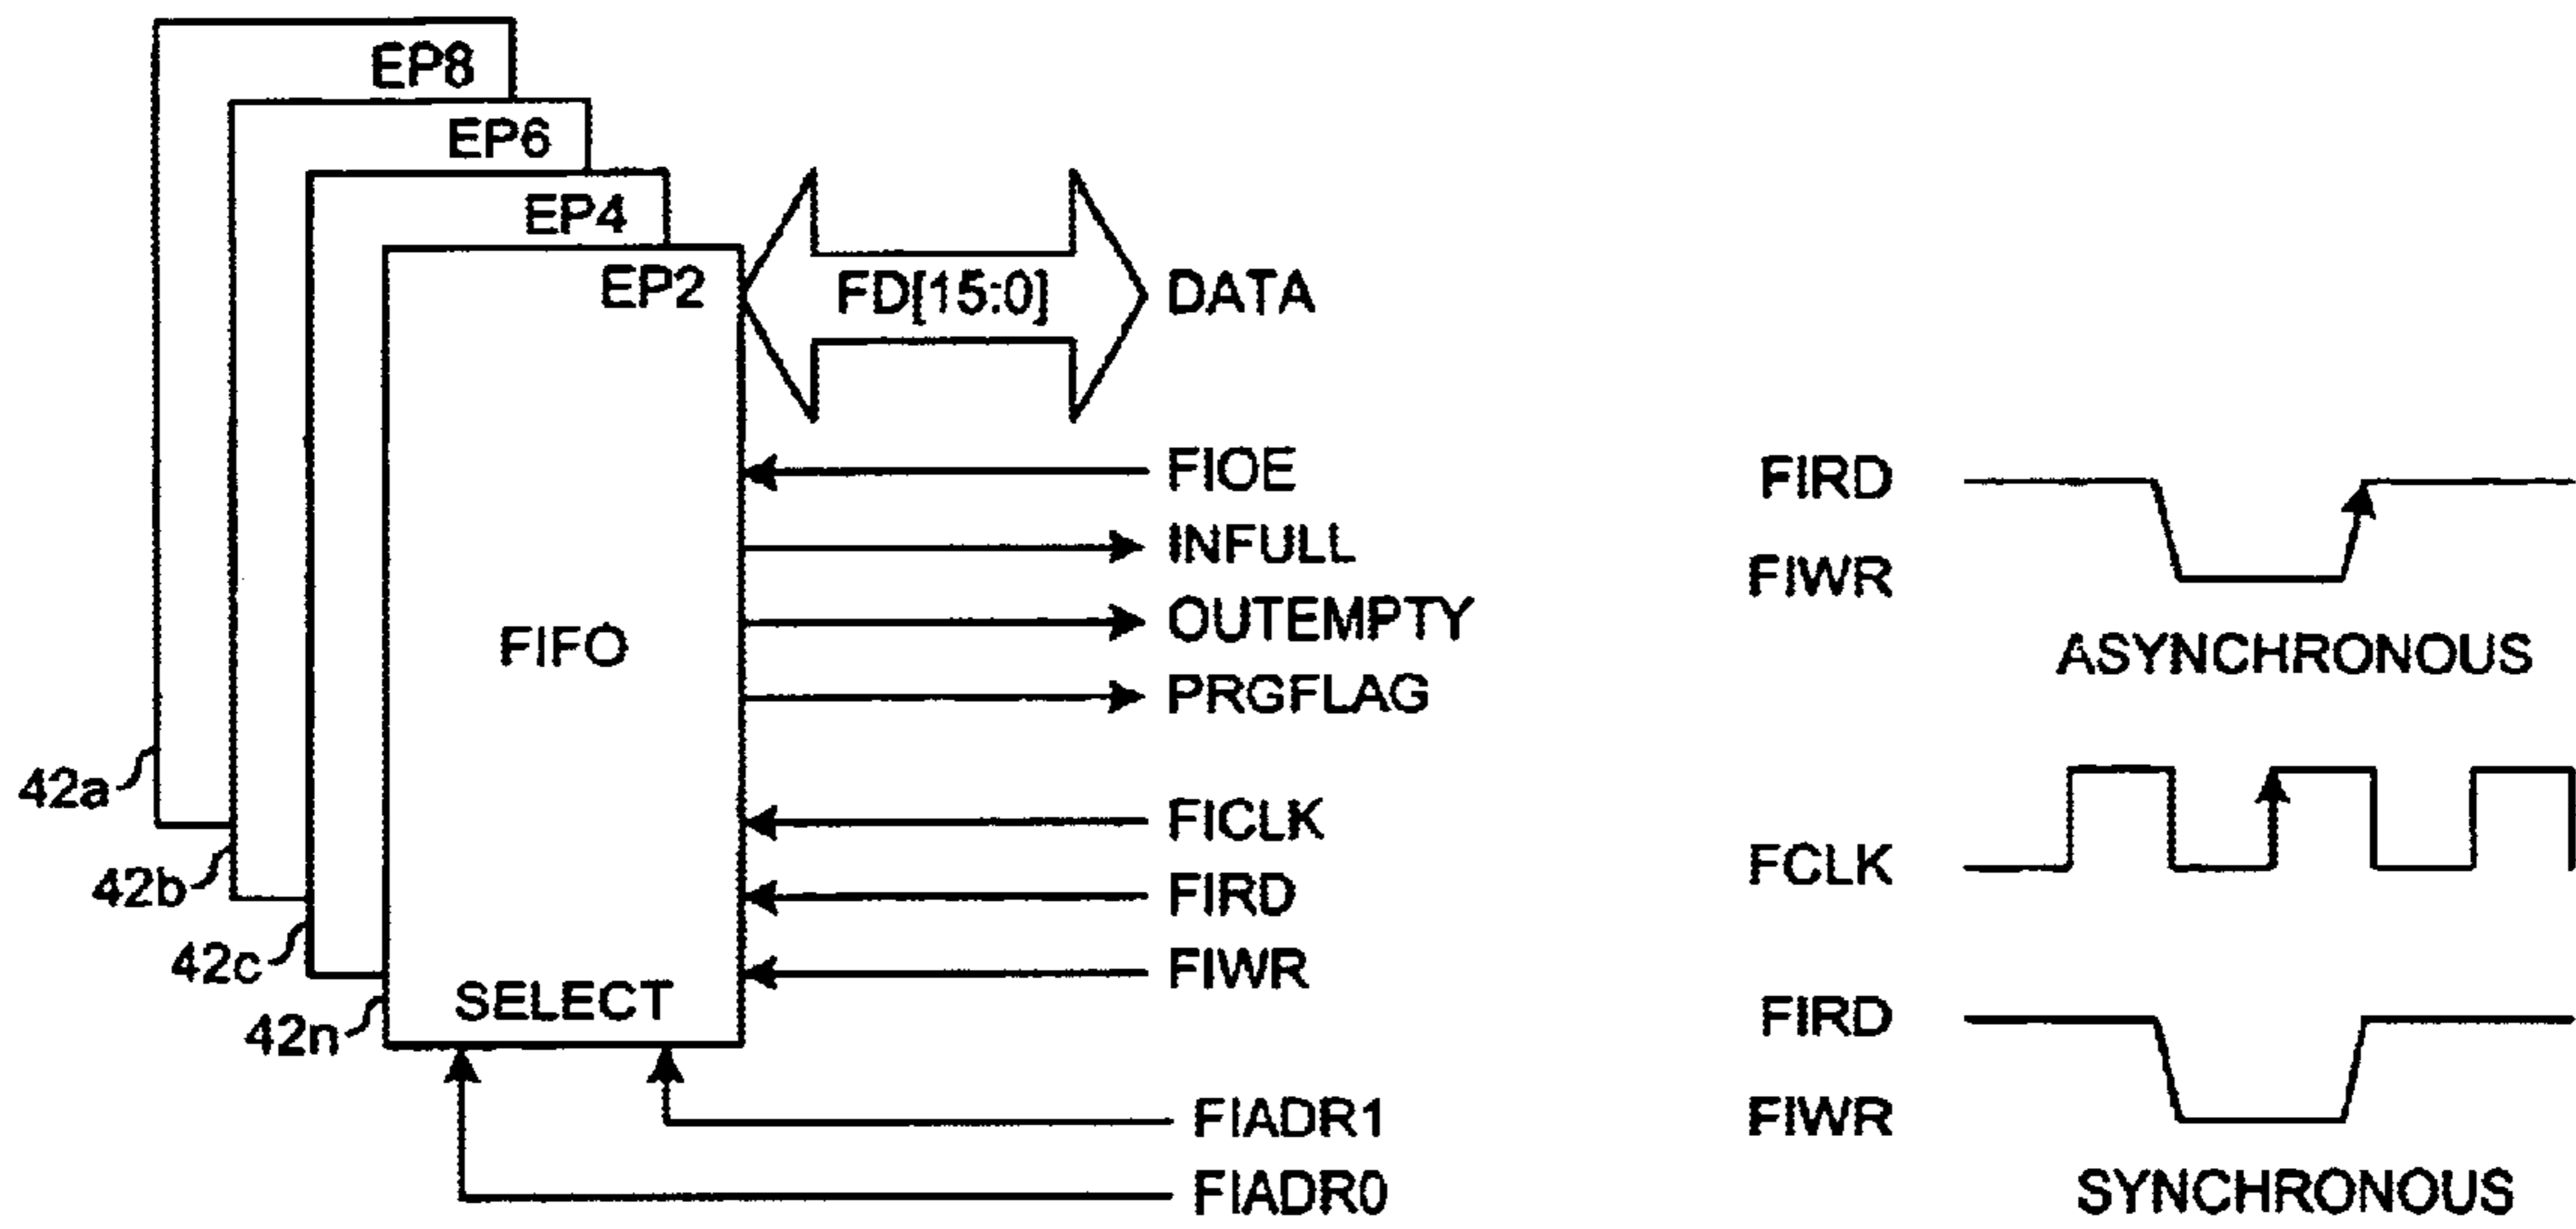 EP8
EP6
EP4
EP2
FD[15:0]
DATA
FIOE
INFULL
OUTEMPTY
PRGFLAG
FIFO
FICLK
FIRD
FIWR
SELECT
42a
42b
42c
42n
FIADR1
FIADR0
FIRD
FIWR
ASYNCHRONOUS
FCLK
FIRD
FIWR
SYNCHRONOUS